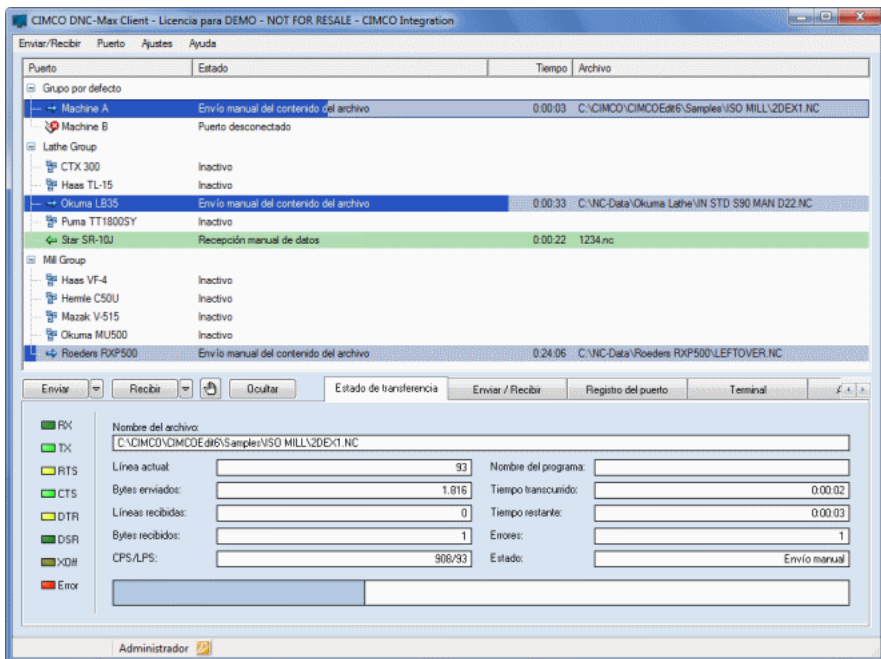 CIMCO DNC-Max Client - Licencia para DEMO - NOT FOR RESALE - CIMCO Integration
Enviar/Recibir Puerto Ajustes Ayuda
Puerto Estado Tiempo Archivo
Grupo por defecto
Machine A Envío manual del contenido del archivo 0:00:03 C:\CIMCO\CIMCOEdit6\Samples\ISO MILL\2DEX1.NC
Machine B Puerto desconectado
Lathe Group
CTX 300 Inactivo
Haas TL-15 Inactivo
Okuma LB35 Envío manual del contenido del archivo 0:00:33 C:\NC-Data\Okuma Lathe\IN STD S90 MAN D22.NC
Puma TT1800SY Inactivo
Star SR-10J Recepción manual de datos 0:00:22 1234.nc
Mill Group
Haas VF-4 Inactivo
Hermle C50U Inactivo
Mazak V-515 Inactivo
Okuma MU500 Inactivo
Roeders RXP500 Envío manual del contenido del archivo 0:24:06 C:\NC-Data\Roeders RXP500\LEFTOVER.NC
Enviar Recibir Ocultar Estado de transferencia Enviar / Recibir Registro del puerto Terminal
RX Nombre del archivo:
TX C:\CIMCO\CIMCOEdit6\Samples\ISO MILL\2DEX1.NC
RTS Línea actual: 93 Nombre del programa:
CTS Bytes enviados: 1.816 Tiempo transcurrido: 0:00:02
DTR Líneas recibidas: 0 Tiempo restante: 0:00:03
DSR Bytes recibidos: 1 Errores: 1
XOff CPS/LPS: 908/93 Estado: Envío manual
Error
Administrador